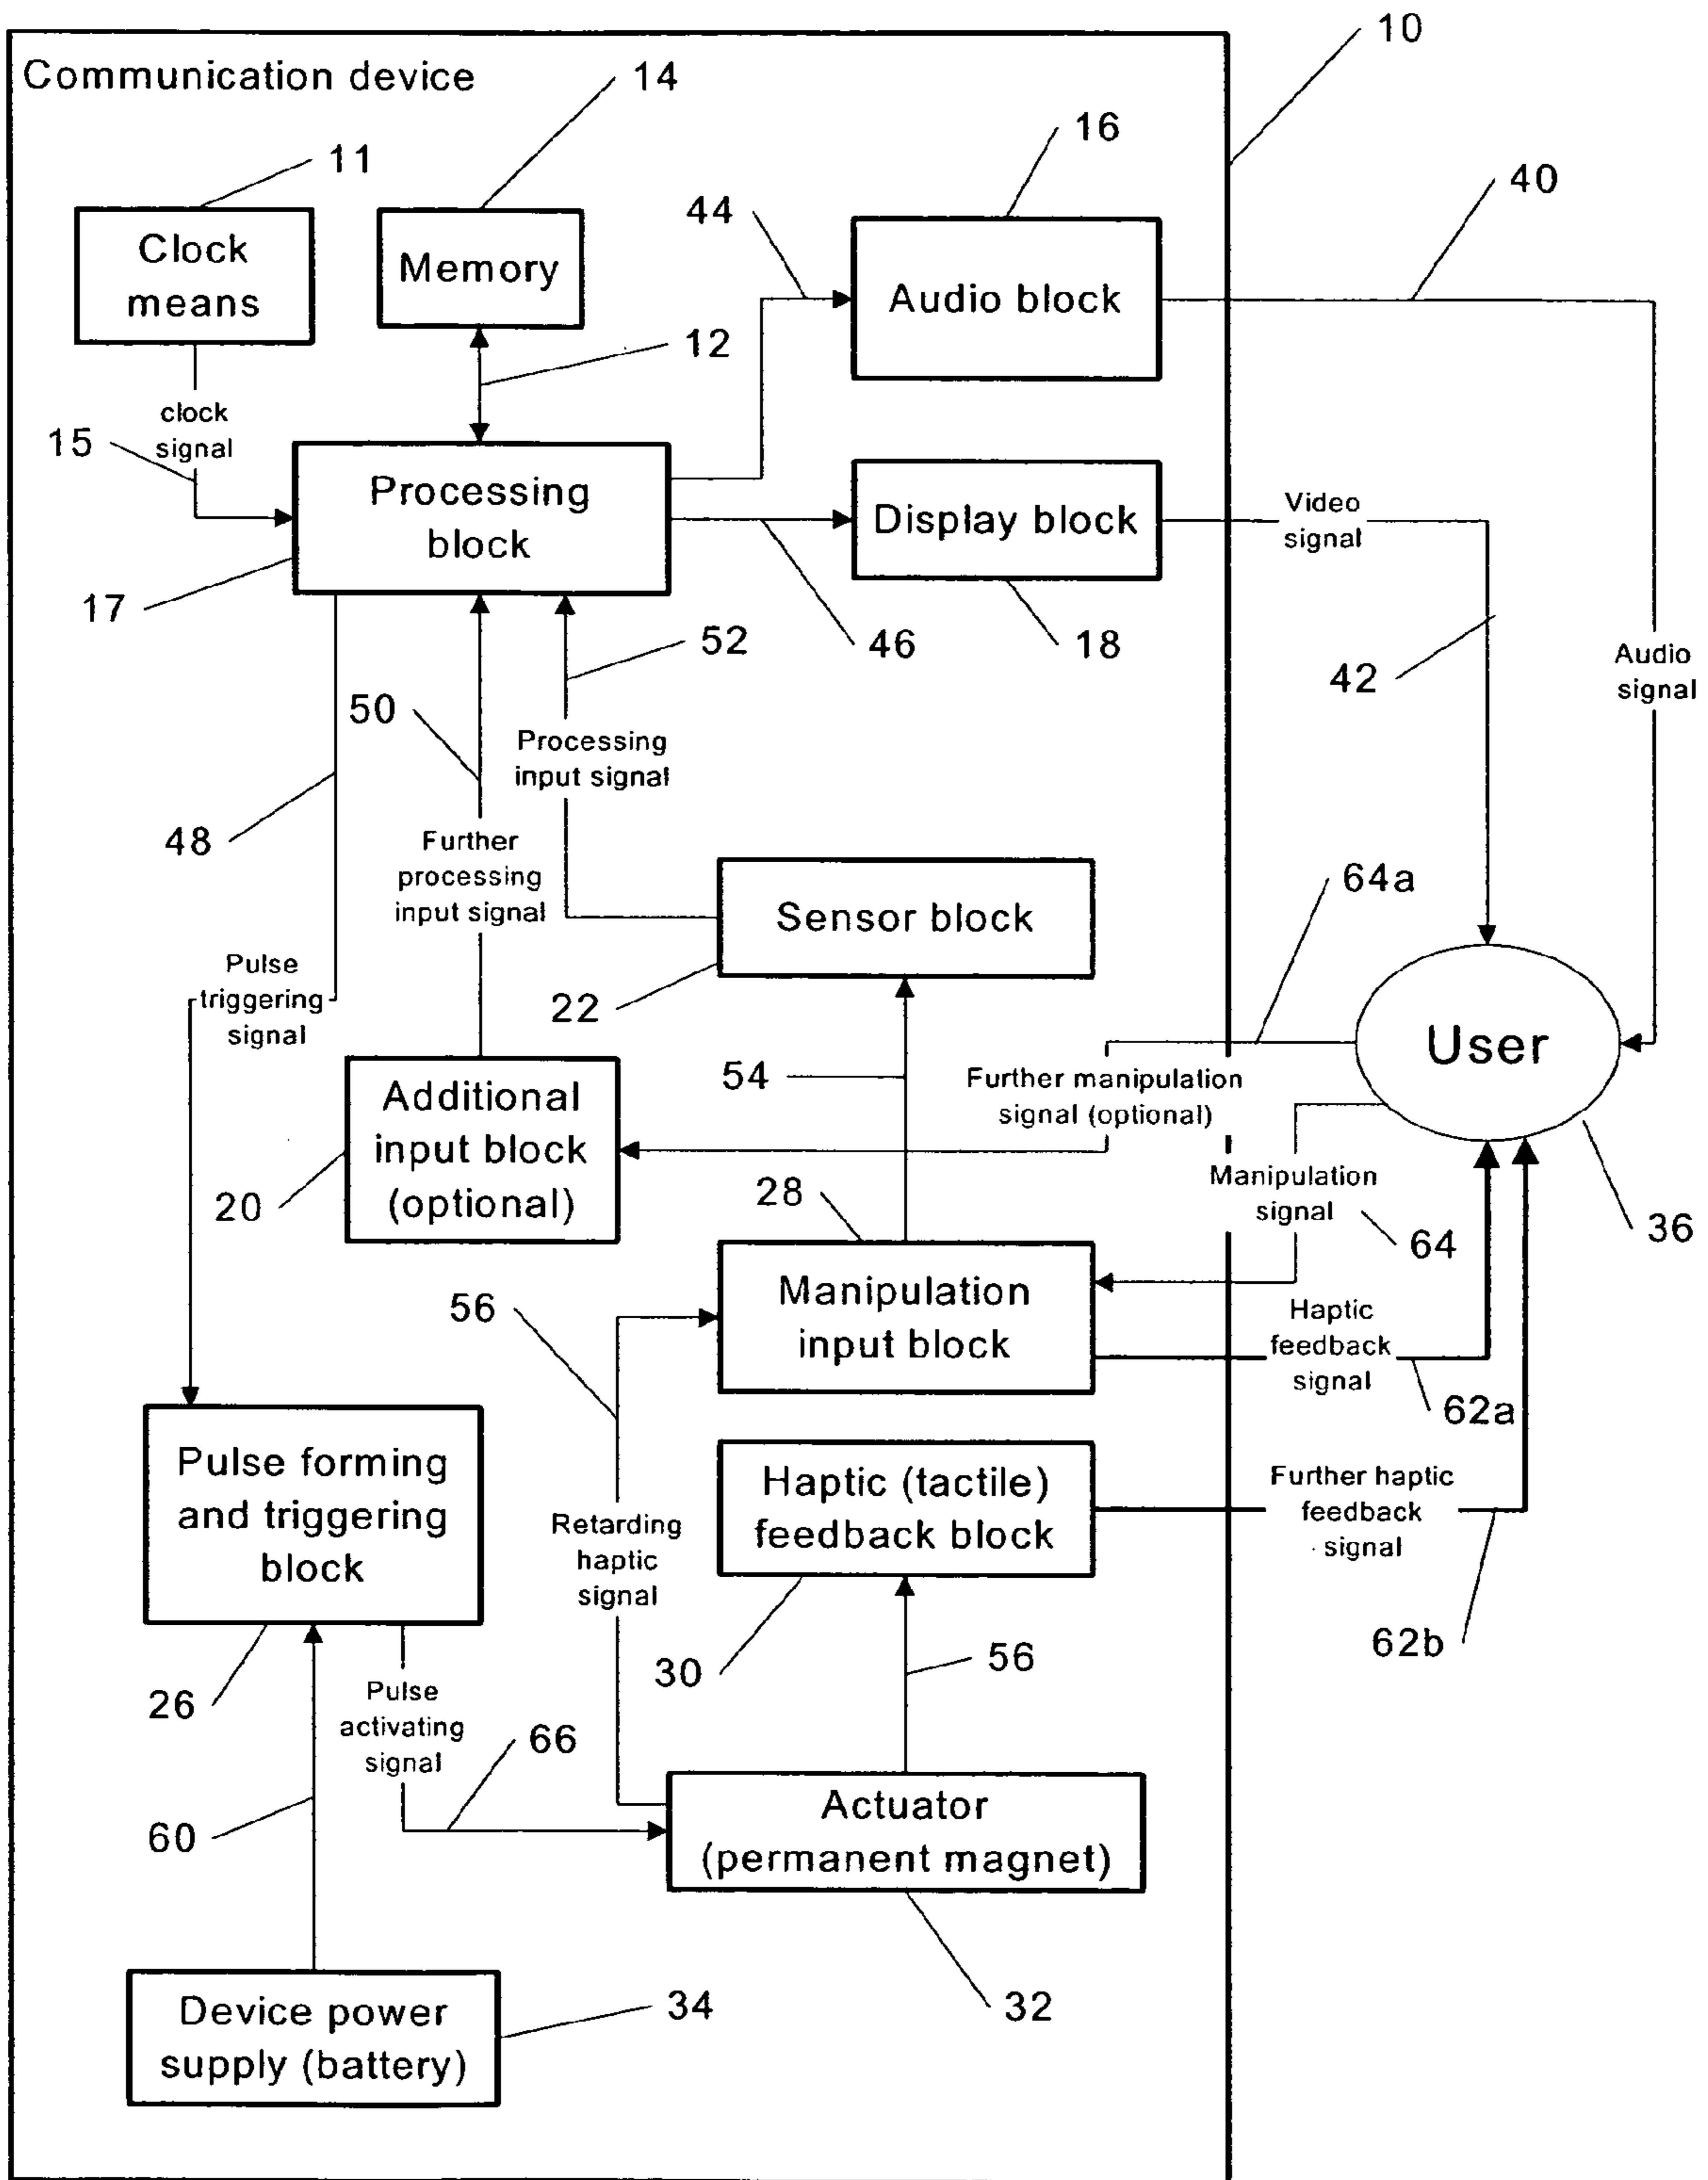 10
Communication device
14
16
11
40
44
Clock
means
Memory
Audio block
12
clock
signal
15
Processing
block
Display block
Video
signal
17
52
46
18
42
Audio
signal
50
Processing
input signal
48
Further
processing
input signal
64a
Sensor block
Pulse
triggering
signal
22
User
54
Further manipulation
signal (optional)
Additional
input block
(optional)
20
28
Manipulation
signal
64
36
56
Manipulation
input block
Haptic
feedback
signal
62a
Pulse forming
and triggering
block
Haptic (tactile)
feedback block
Further haptic
feedback
signal
Retarding
haptic
signal
62b
30
56
26
Pulse
activating
signal
66
Actuator
(permanent magnet)
60
34
32
Device power
supply (battery)